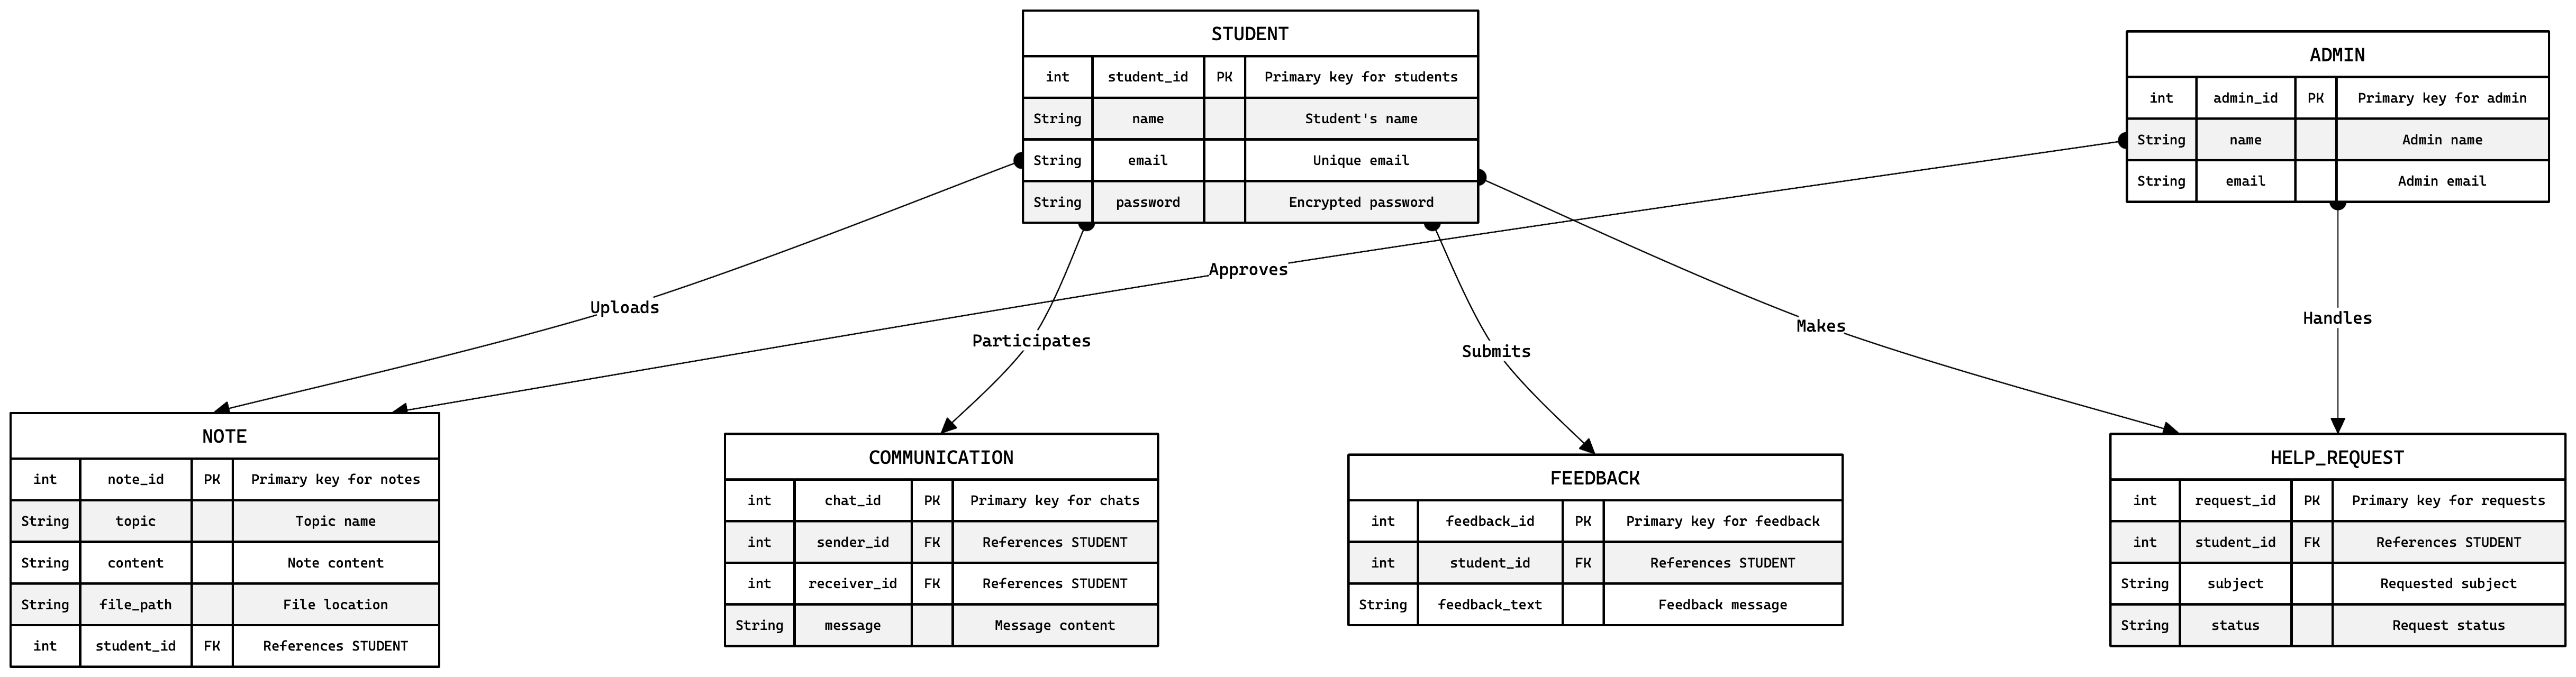 STUDENT
int student_id PK Primary key for students
String name Student's name
String email Unique email
String password Encrypted password
ADMIN
int admin_id PK Primary key for admin
String name Admin name
String email Admin email
Approves
Uploads
Participates
Submits
Makes
Handles
NOTE
int note_id PK Primary key for notes
String topic Topic name
String content Note content
String file_path File location
int student_id FK References STUDENT
COMMUNICATION
int chat_id PK Primary key for chats
int sender_id FK References STUDENT
int receiver_id FK References STUDENT
String message Message content
FEEDBACK
int feedback_id PK Primary key for feedback
int student_id FK References STUDENT
String feedback_text Feedback message
HELP_REQUEST
int request_id PK Primary key for requests
int student_id FK References STUDENT
String subject Requested subject
String status Request status